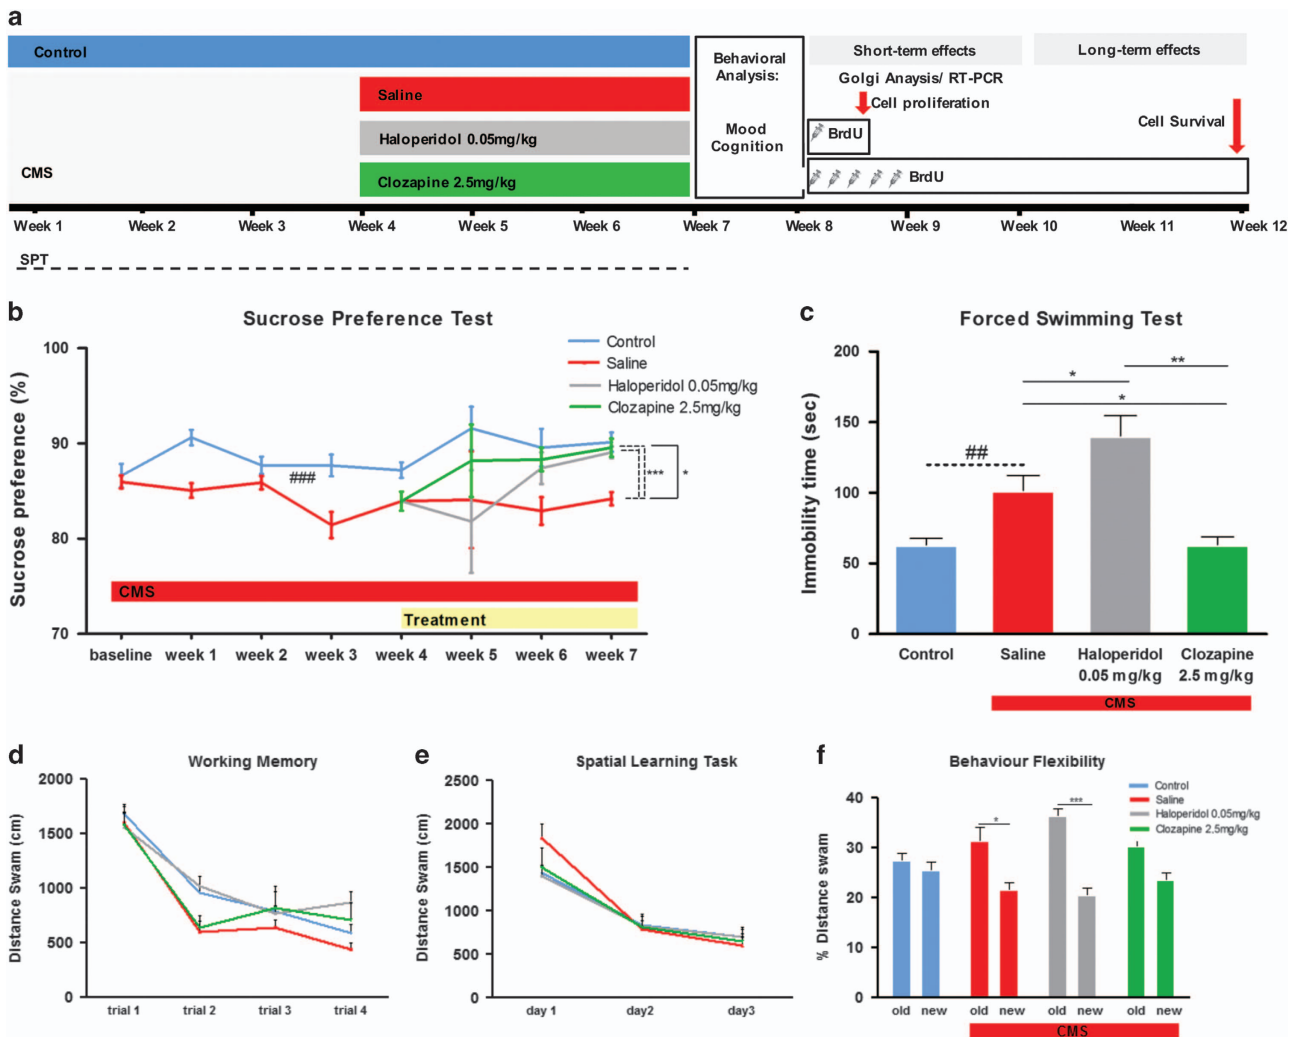 a
Control
Saline
Haloperidol 0.05mg/kg
Clozapine 2.5mg/kg
CMS
Behavioral
Analysis:
Mood
Cognition
Short-term effects
Long-term effects
Golgi Anaysis/ RT-PCR
Cell proliferation
Cell Survival
BrdU
BrdU
Week 1 Week 2 Week 3 Week 4 Week 5 Week 6 Week 7 Week 8 Week 9 Week 10 Week 11 Week 12
SPT
b
Sucrose Preference Test
Control
Saline
Haloperidol 0.05mg/kg
Clozapine 2.5mg/kg
Sucrose preference (%)
100
90
80
70
###
***
*
CMS
Treatment
baseline week 1 week 2 week 3 week 4 week 5 week 6 week 7
c
Forced Swimming Test
Immobility time (sec)
200
150
100
50
0
##
*
**
*
Control Saline Haloperidol Clozapine
0.05 mg/kg 2.5 mg/kg
CMS
d
Working Memory
Distance Swam (cm)
2000
1500
1000
500
0
trial 1 trial 2 trial 3 trial 4
e
Spatial Learning Task
Distance Swam (cm)
2500
2000
1500
1000
500
0
day 1 day2 day3
f
Behaviour Flexibility
Control
Saline
Haloperidol 0,05mg/kg
Clozapine 2.5mg/kg
% Distance swam
40
30
20
10
0
*
***
old new old new old new old new
CMS